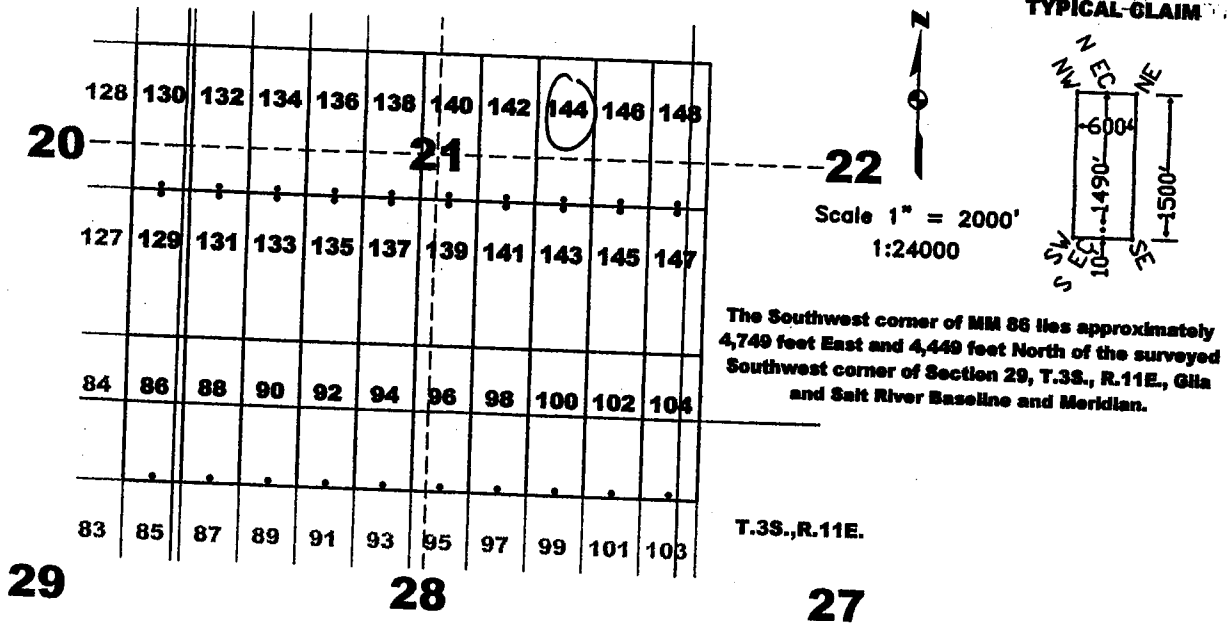 TYPICAL CLAIM
N
N EC
NW NE
600'
1490'
1500'
10'
SW SE
S EC
128 130 132 134 136 138 140 142 144 146 148
20 21 22
Scale 1" = 2000'
1:24000
127 129 131 133 135 137 139 141 143 145 147
The Southwest corner of MM 86 lies approximately
4,749 feet East and 4,449 feet North of the surveyed
Southwest corner of Section 29, T.3S., R.11E., Gila
and Salt River Baseline and Meridian.
84 86 88 90 92 94 96 98 100 102 104
83 85 87 89 91 93 95 97 99 101 103
T.3S.,R.11E.
29 28 27